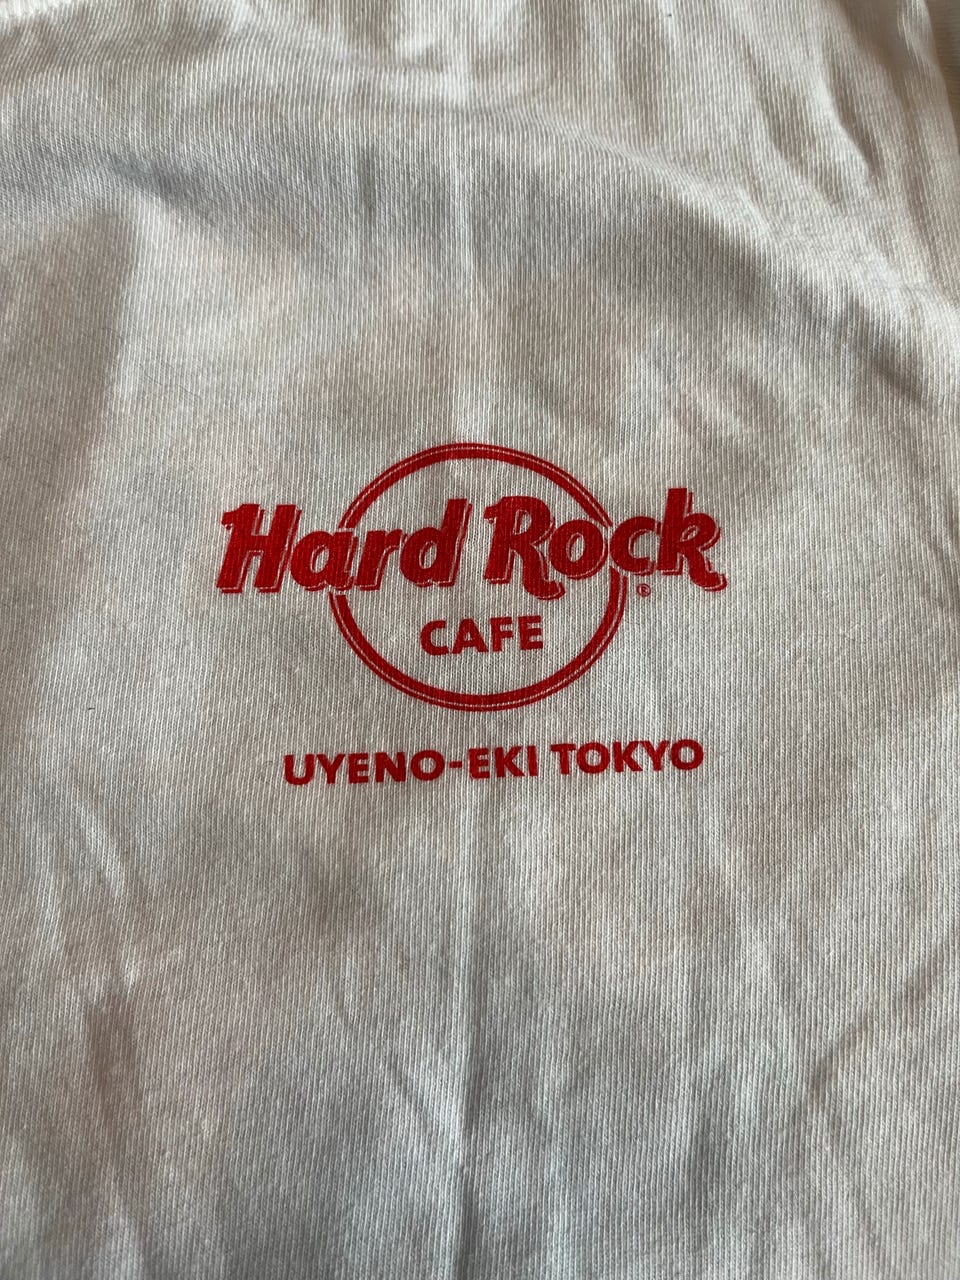 Hard Rock
®
CAFE
UYENO-EKI TOKYO